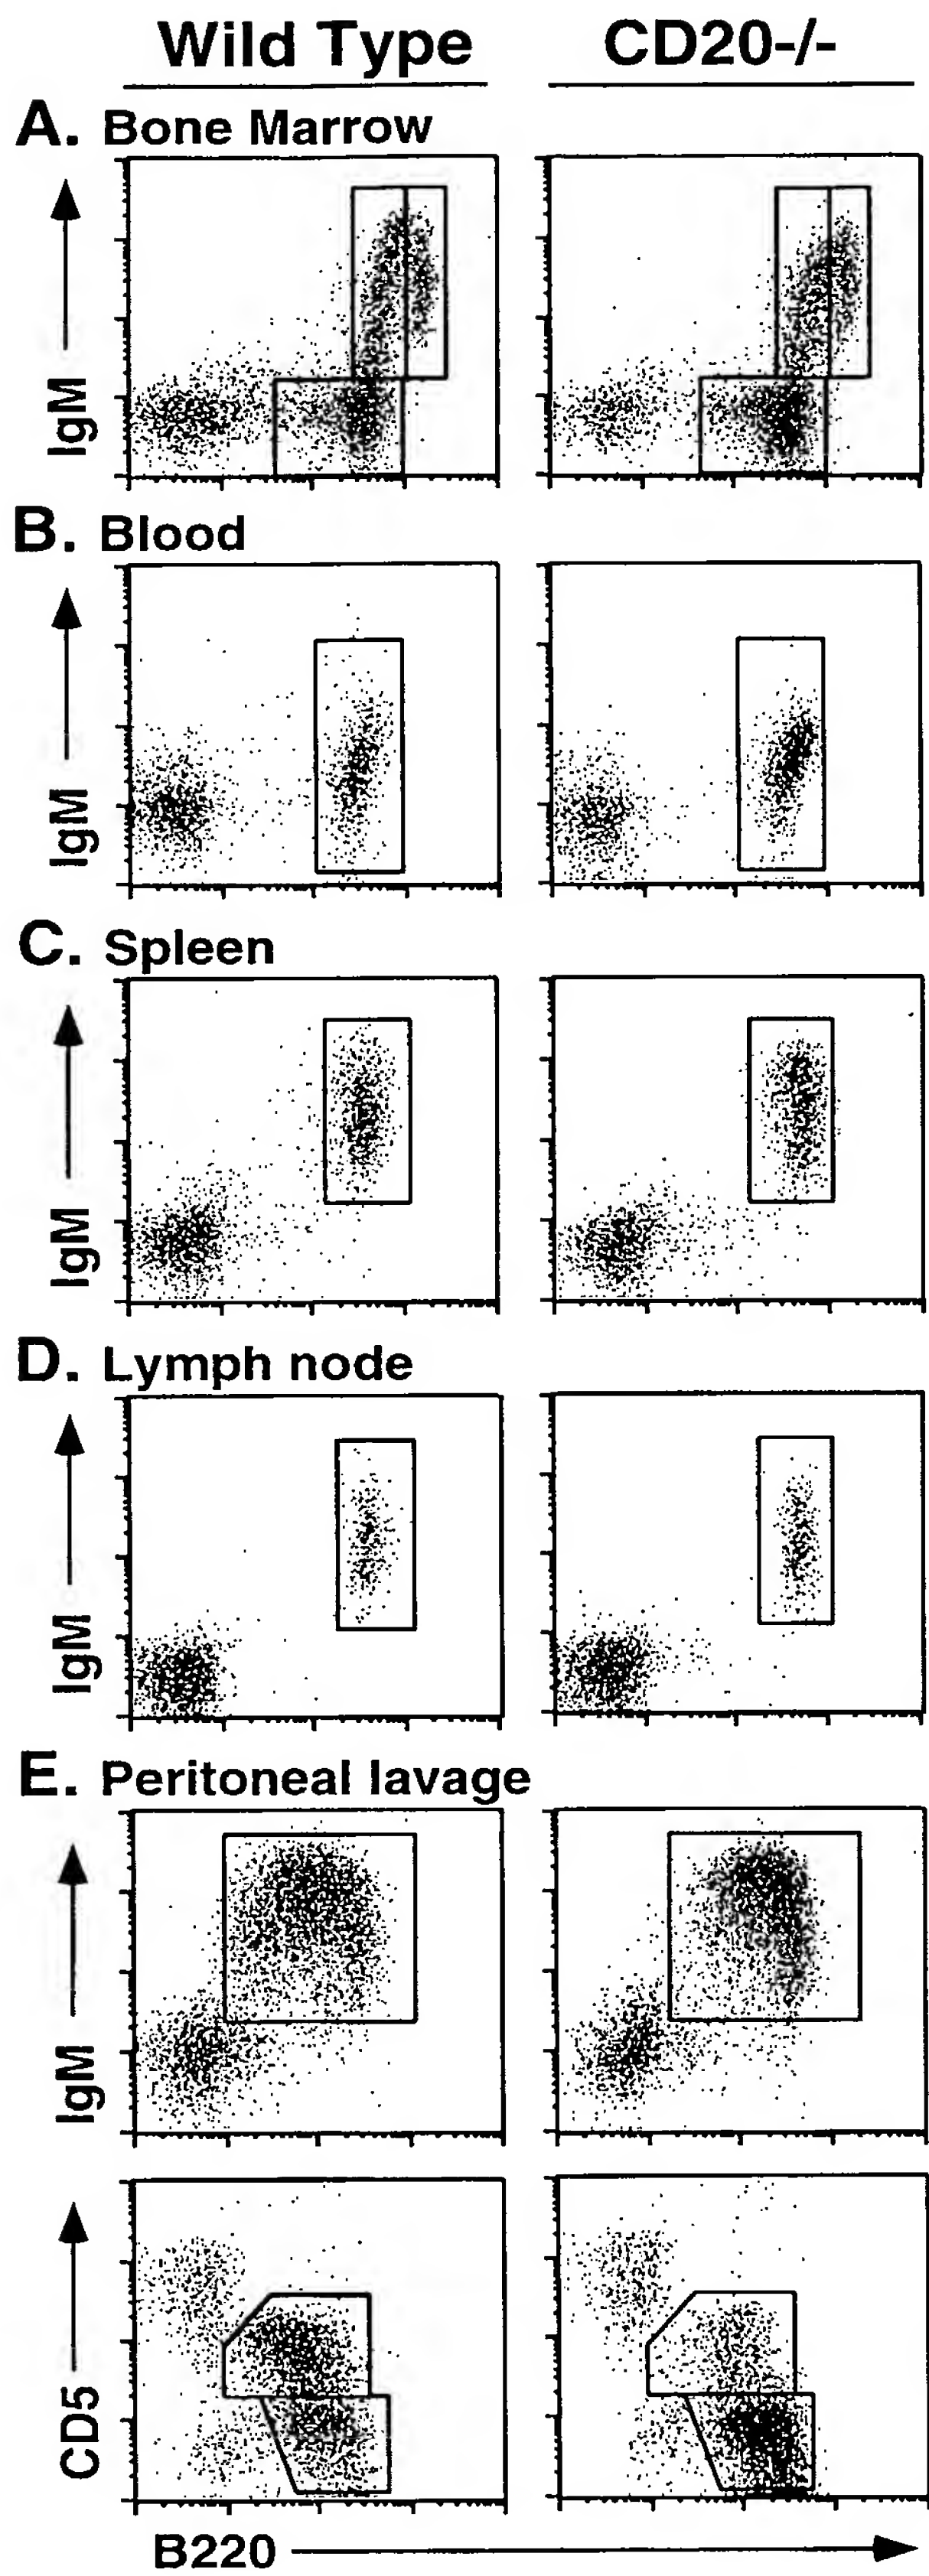 Wild Type CD20-/-
A. Bone Marrow
IgM
B. Blood
IgM
C. Spleen
IgM
D. Lymph node
IgM
E. Peritoneal lavage
IgM
CD5
B220